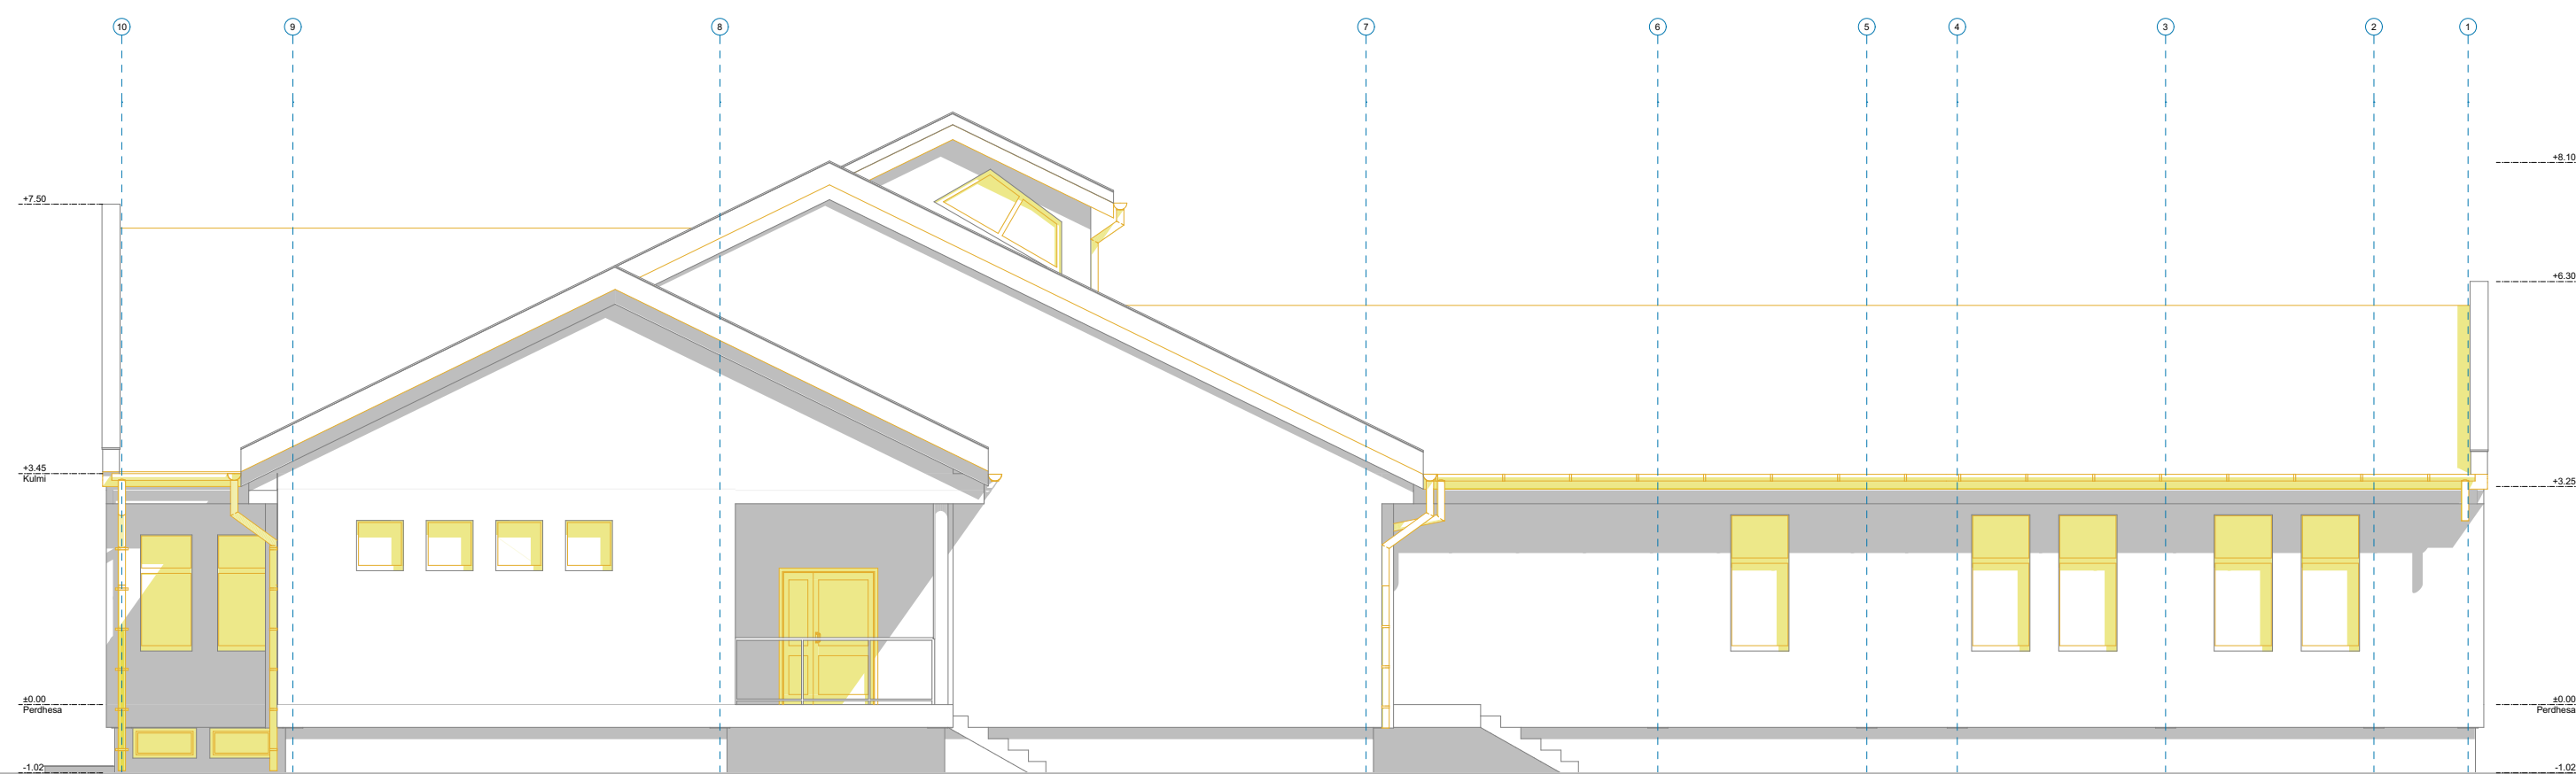 10 9 8 7 6 5 4 3 2 1
+8.10
+7.50
+6.30
+3.45
Kulmi
+3.25
±0.00
Perdhesa
±0.00
Perdhesa
-1.02
-1.02